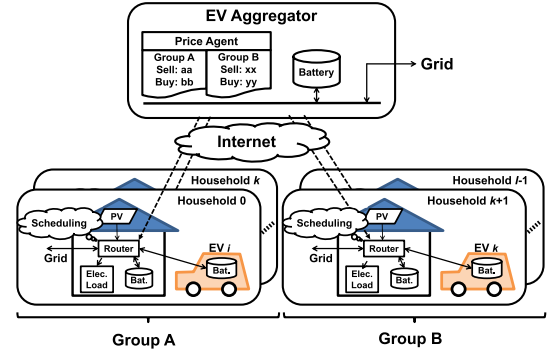 EV Aggregator
Price Agent
Group A
Sell: aa
Buy: bb
Group B
Sell: xx
Buy: yy
Battery
Grid
Internet
Household k
Household 0
Scheduling
PV
Router
Grid
Elec.
Load
Bat.
EV i
Bat.
Household l-1
Household k+1
Scheduling
PV
Router
Grid
Elec.
Load
Bat.
EV k
Bat.
Group A
Group B